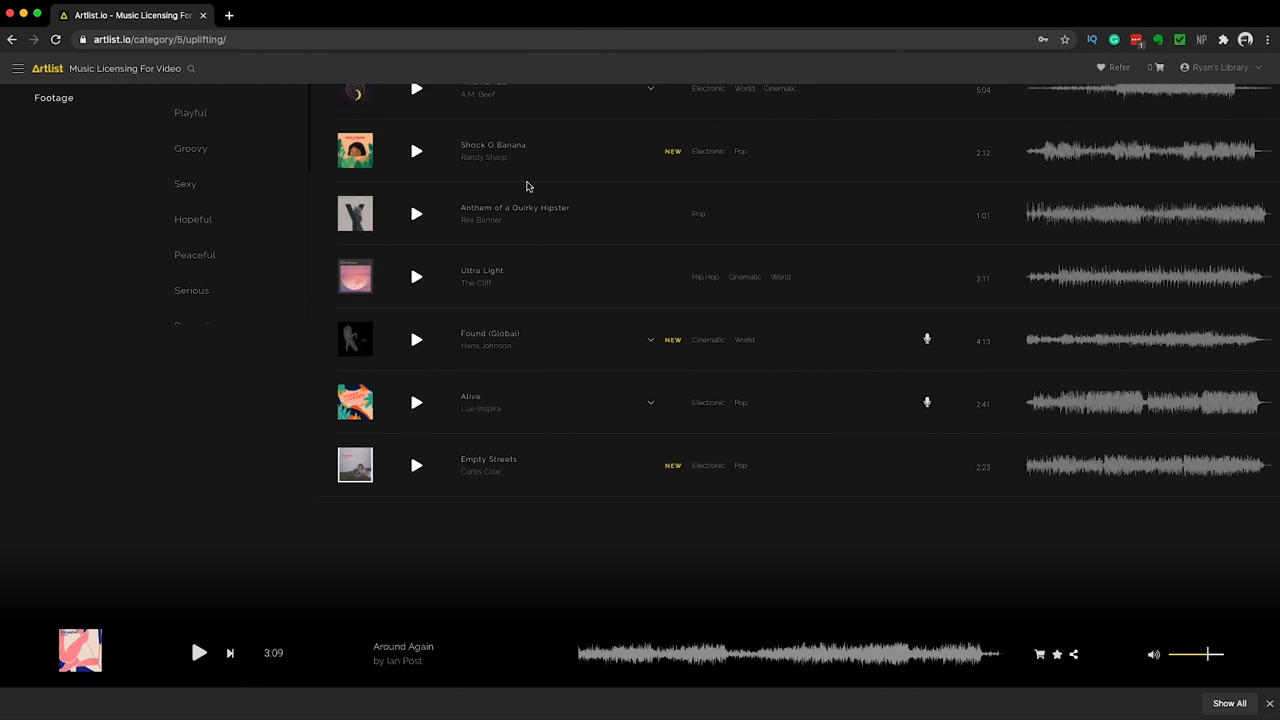 Artlist.io - Music Licensing For
artlist.io/category/5/uplifting/
IQ
1
NP
Artlist Music Licensing For Video
Refer
0
Ryan's Library
Footage
Playful
Groovy
Sexy
Hopeful
Peaceful
Serious
A.M. Beef
Electronic World Cinematic
5:04
Shock O Banana
Randy Sharp
NEW Electronic Pop
2:12
Anthem of a Quirky Hipster
Rex Banner
Pop
1:01
Ultra Light
The Cliff
Hip Hop Cinematic World
3:11
Found (Global)
Hans Johnson
NEW Cinematic World
4:13
Alive
Lux-Inspira
Electronic Pop
2:41
Empty Streets
Curtis Cole
NEW Electronic Pop
2:23
3:09
Around Again
by Ian Post
Show All